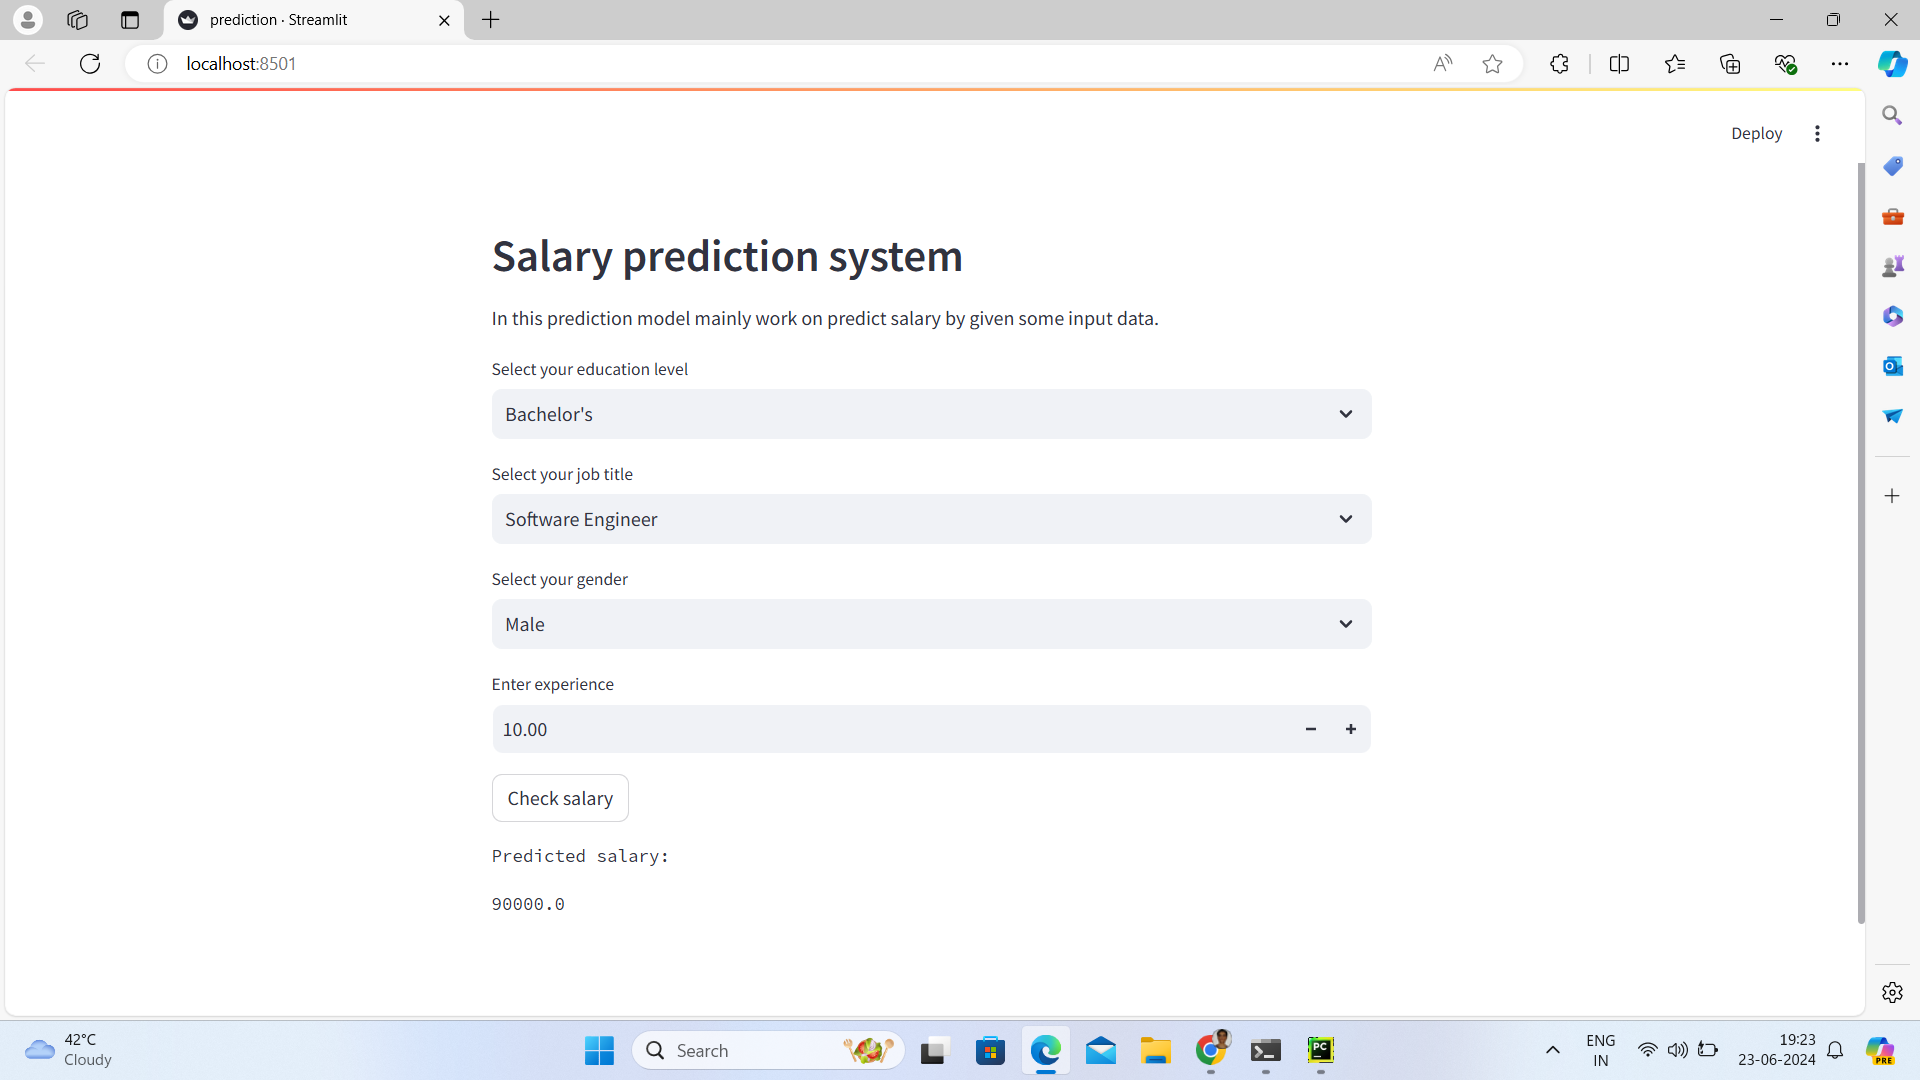 prediction · Streamlit
localhost:8501
Deploy
Salary prediction system
In this prediction model mainly work on predict salary by given some input data.
Select your education level
Bachelor's
Select your job title
Software Engineer
Select your gender
Male
Enter experience
10.00
Check salary
Predicted salary:
90000.0
42°C
Cloudy
Search
PC
ENG
IN
19:23
23-06-2024
PRE